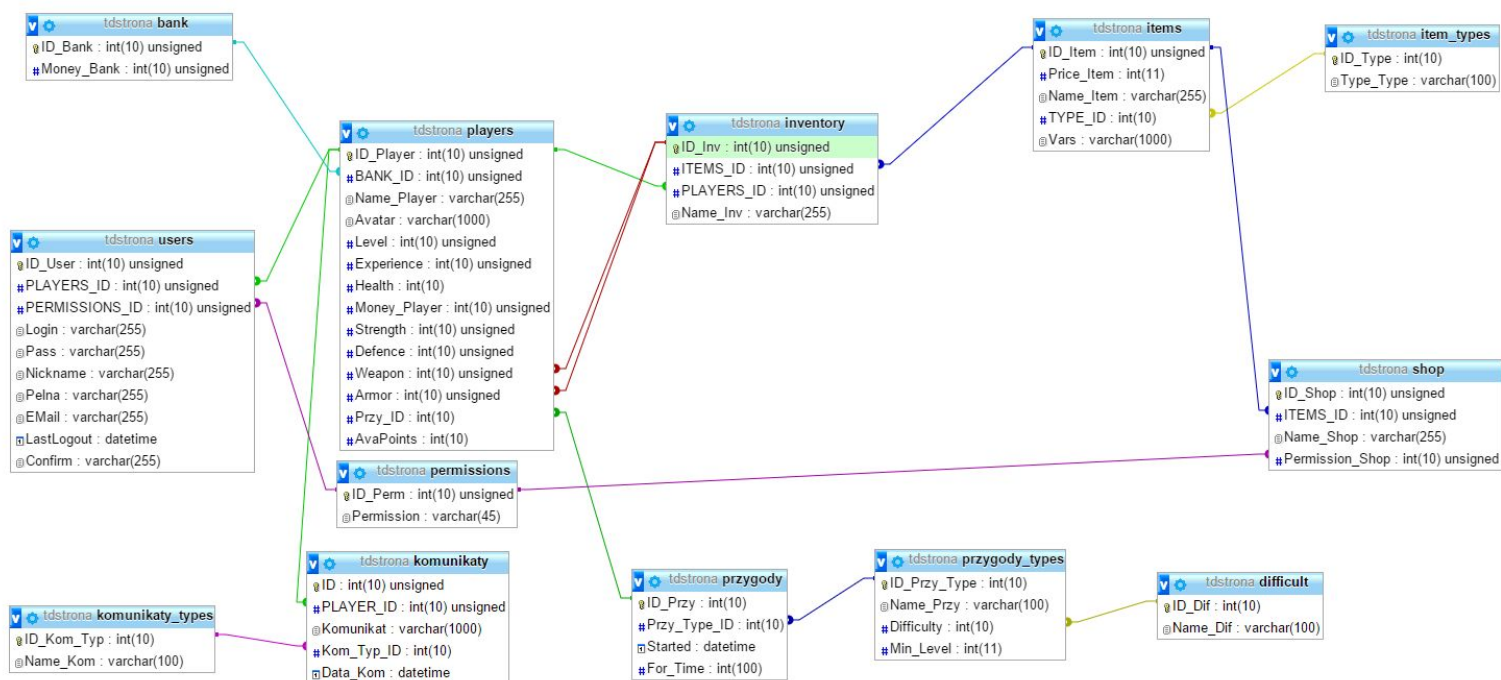 tdstrona bank
ID_Bank : int(10) unsigned
Money_Bank : int(10) unsigned
tdstrona players
ID_Player : int(10) unsigned
BANK_ID : int(10) unsigned
Name_Player : varchar(255)
Avatar : varchar(1000)
Level : int(10) unsigned
Experience : int(10) unsigned
Health : int(10)
Money_Player : int(10) unsigned
Strength : int(10) unsigned
Defence : int(10) unsigned
Weapon : int(10) unsigned
Armor : int(10) unsigned
Przy_ID : int(10)
AvaPoints : int(10)
tdstrona inventory
ID_Inv : int(10) unsigned
ITEMS_ID : int(10) unsigned
PLAYERS_ID : int(10) unsigned
Name_Inv : varchar(255)
tdstrona items
ID_Item : int(10) unsigned
Price_Item : int(11)
Name_Item : varchar(255)
TYPE_ID : int(10)
Vars : varchar(1000)
tdstrona item_types
ID_Type : int(10)
Type_Type : varchar(100)
tdstrona users
ID_User : int(10) unsigned
PLAYERS_ID : int(10) unsigned
PERMISSIONS_ID : int(10) unsigned
Login : varchar(255)
Pass : varchar(255)
Nickname : varchar(255)
Pelna : varchar(255)
EMail : varchar(255)
LastLogout : datetime
Confirm : varchar(255)
tdstrona shop
ID_Shop : int(10) unsigned
ITEMS_ID : int(10) unsigned
Name_Shop : varchar(255)
Permission_Shop : int(10) unsigned
tdstrona permissions
ID_Perm : int(10) unsigned
Permission : varchar(45)
tdstrona komunikaty_types
ID_Kom_Typ : int(10)
Name_Kom : varchar(100)
tdstrona komunikaty
ID : int(10) unsigned
PLAYER_ID : int(10) unsigned
Komunikat : varchar(1000)
Kom_Typ_ID : int(10)
Data_Kom : datetime
tdstrona przygody
ID_Przy : int(10)
Przy_Type_ID : int(10)
Started : datetime
For_Time : int(100)
tdstrona przygody_types
ID_Przy_Type : int(10)
Name_Przy : varchar(100)
Difficulty : int(10)
Min_Level : int(11)
tdstrona difficult
ID_Dif : int(10)
Name_Dif : varchar(100)